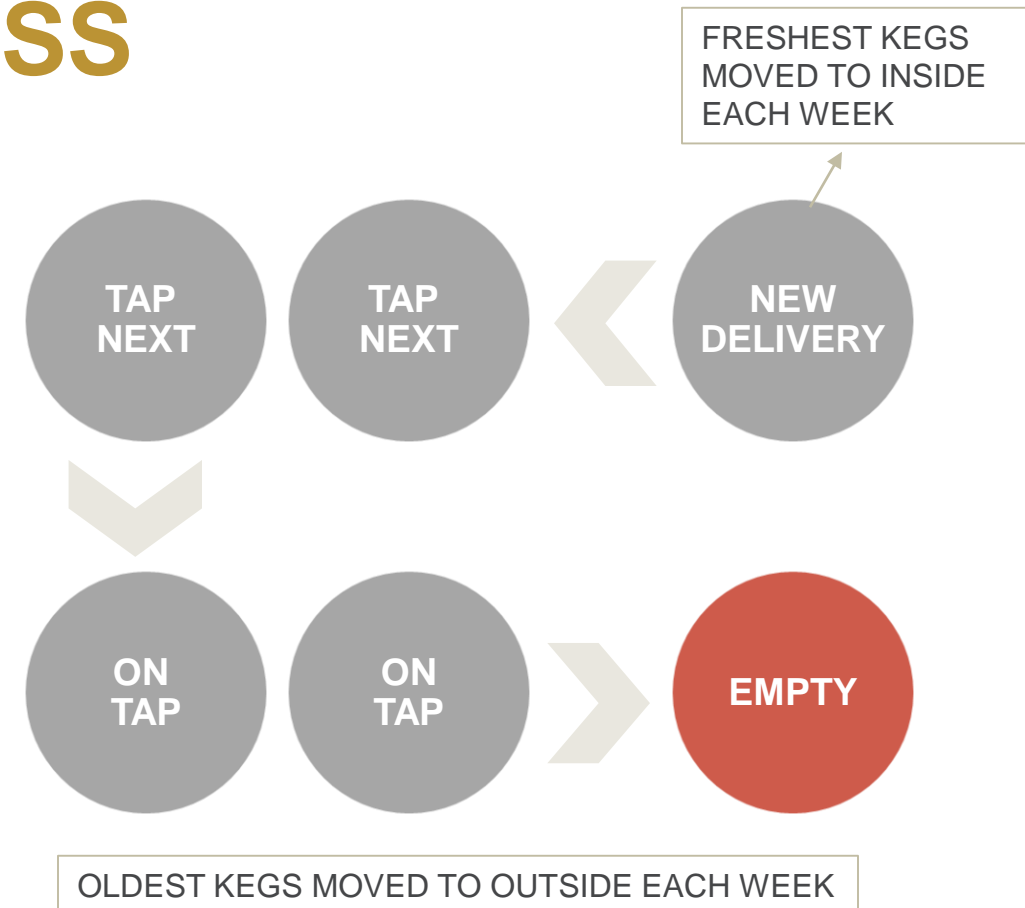 SS
FRESHEST KEGS
MOVED TO INSIDE
EACH WEEK
TAP
NEXT
TAP
NEXT
NEW
DELIVERY
ON
TAP
ON
TAP
EMPTY
OLDEST KEGS MOVED TO OUTSIDE EACH WEEK